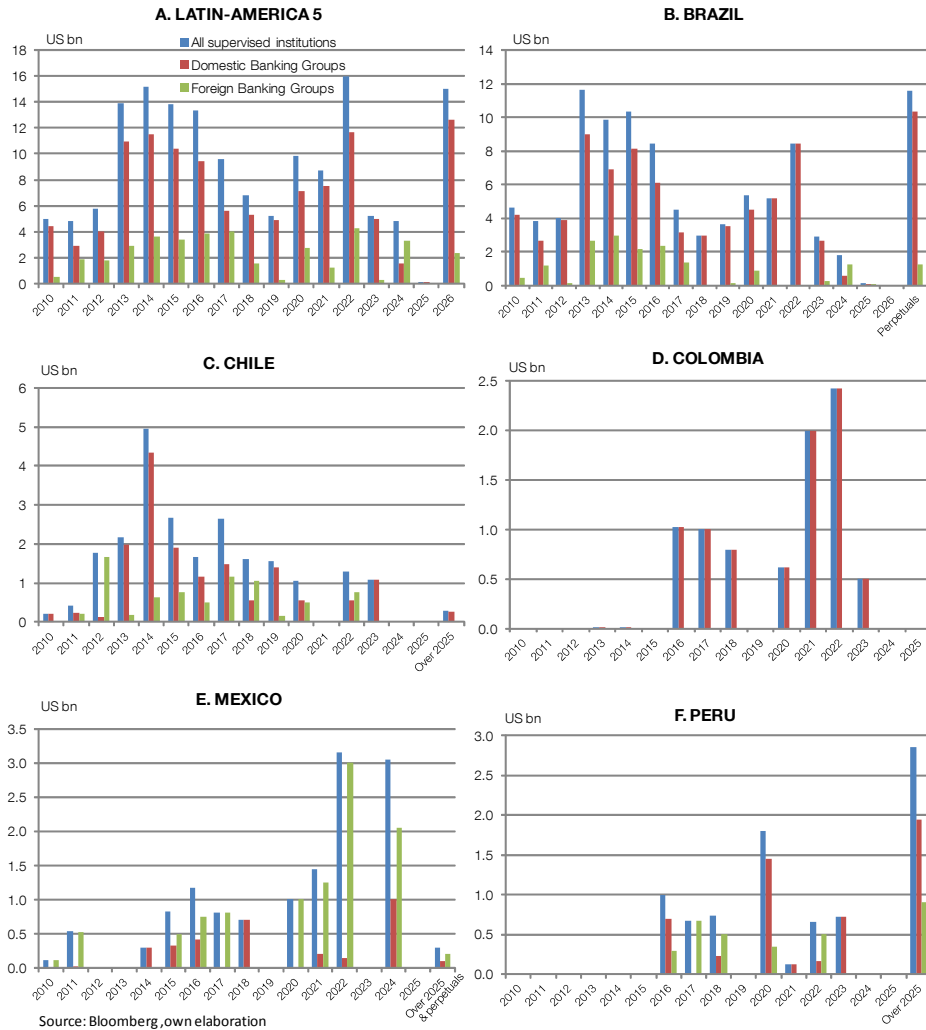 A. LATIN-AMERICA 5
US bn
All supervised institutions
Domestic Banking Groups
Foreign Banking Groups
18
16
14
12
10
8
6
4
2
0
2010 2011 2012 2013 2014 2015 2016 2017 2018 2019 2020 2021 2022 2023 2024 2025 2026
B. BRAZIL
US bn
14
12
10
8
6
4
2
0
2010 2011 2012 2013 2014 2015 2016 2017 2018 2019 2020 2021 2022 2023 2024 2025 2026 Perpetuals
C. CHILE
US bn
6
5
4
3
2
1
0
2010 2011 2012 2013 2014 2015 2016 2017 2018 2019 2020 2021 2022 2023 2024 2025 Over 2025
D. COLOMBIA
US bn
2.5
2.0
1.5
1.0
0.5
0.0
2010 2011 2012 2013 2014 2015 2016 2017 2018 2019 2020 2021 2022 2023 2024 2025
E. MEXICO
US bn
3.5
3.0
2.5
2.0
1.5
1.0
0.5
0.0
2010 2011 2012 2013 2014 2015 2016 2017 2018 2019 2020 2021 2022 2023 2024 2025 Over 2025
& perpetuals
F. PERU
US bn
3.0
2.5
2.0
1.5
1.0
0.5
0.0
2010 2011 2012 2013 2014 2015 2016 2017 2018 2019 2020 2021 2022 2023 2024 2025 Over 2025
Source: Bloomberg ,own elaboration